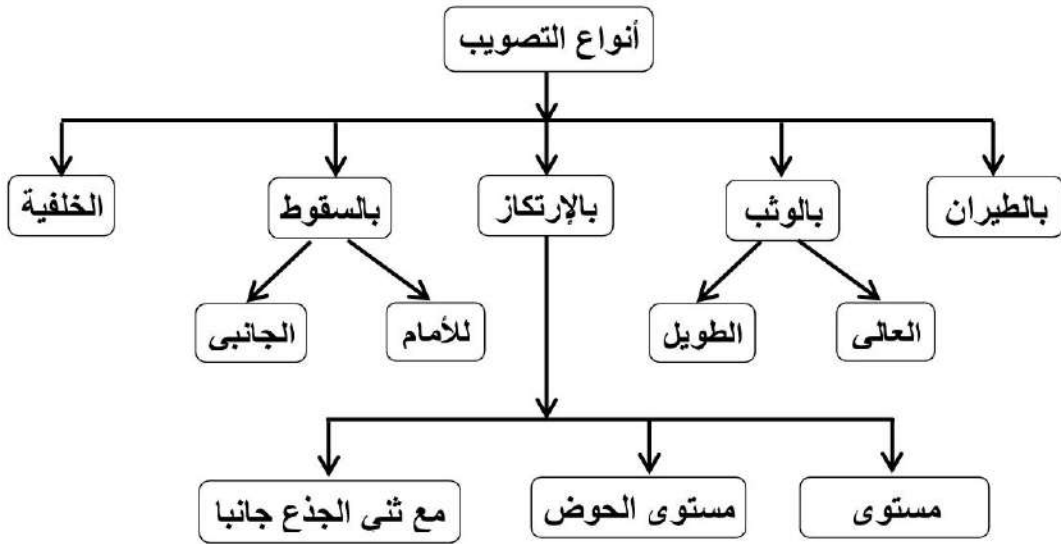 أنواع التصويب
بالطيران
بالوثب
بالإرتكاز
بالسقوط
الخلفية
العالى
الطويل
للأمام
الجانبى
مستوى
مستوى الحوض
مع ثنى الجذع جانبا